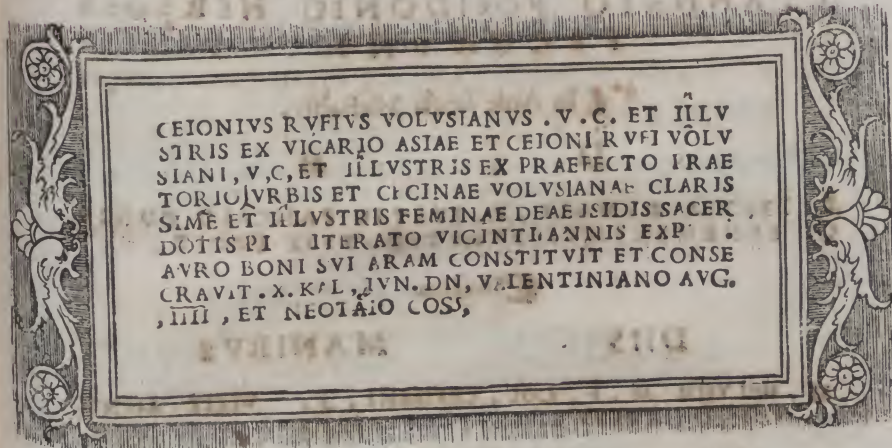 CEIONIVS RVFIVS VOLVSIANVS .V.C. ET ILLV
STRIS EX VICARIO ASIAE ET CEIONI RVFI VOLV
SIANI, V,C, ET ILLVSTRIS EX PRAEFECTO PRAE
TORIO, VRBIS ET CECINAE VOLVSIANAE CLARIS
SIME ET ILLVSTRIS FEMINAE DEAE ISIDIS SACER
DOTIS PI ITERATO VIGINTI ANNIS EXP .
AVRO BONI SVI ARAM CONSTITVIT ET CONSE
CRAVIT . X. KAL, IVN. DN, VALENTINIANO AVG.
, IIII , ET NEOTAIO COSS,